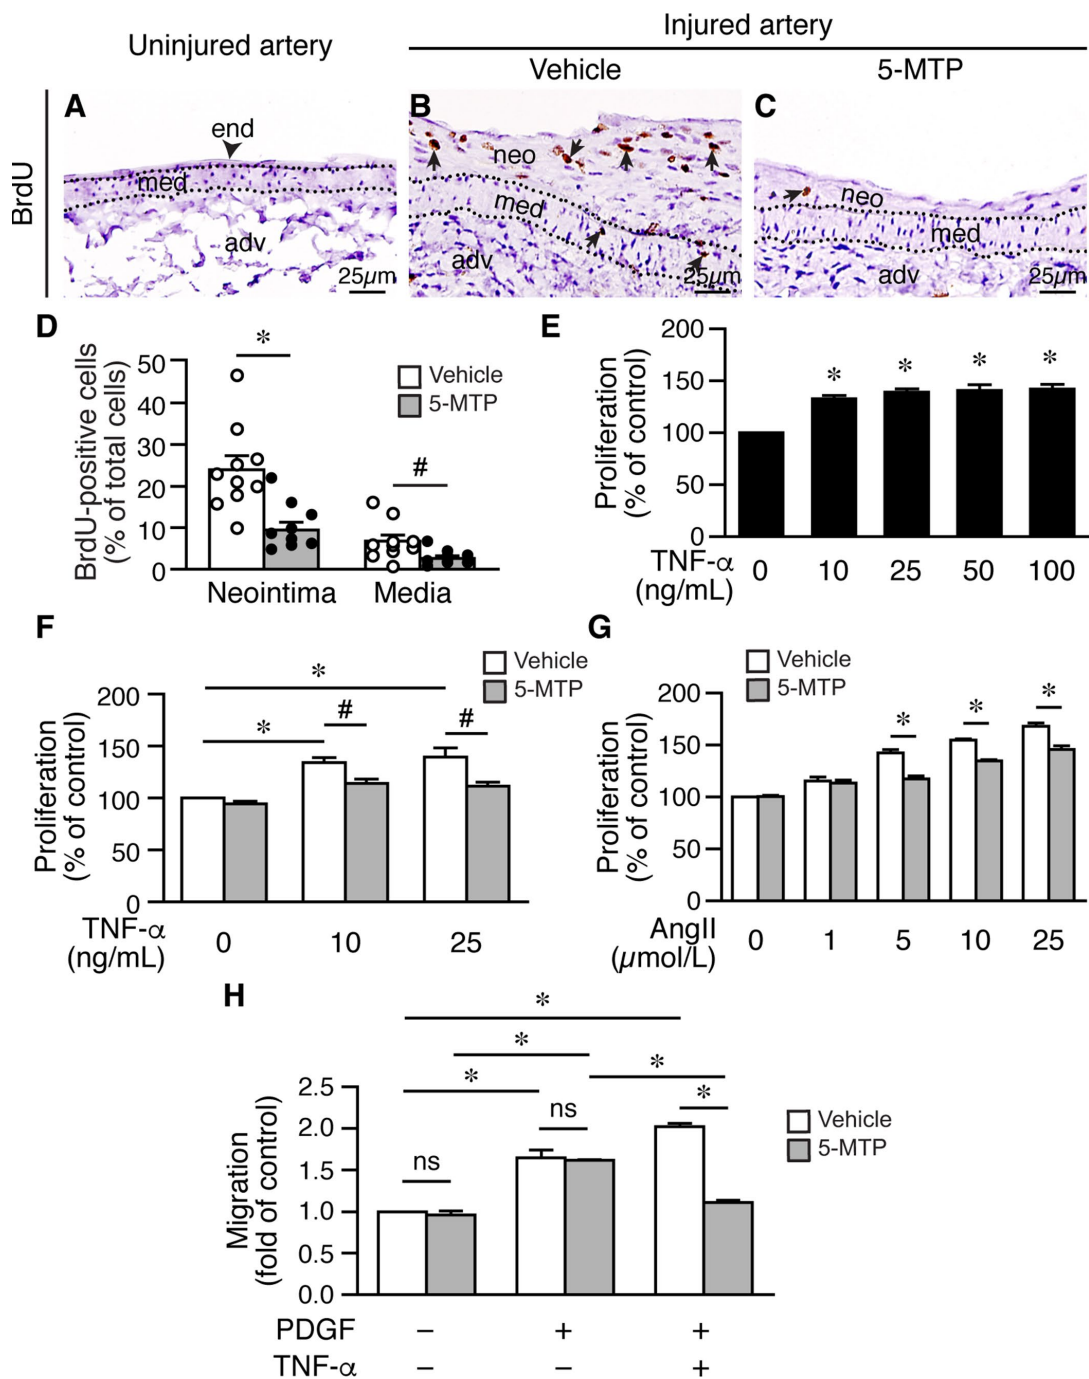 Uninjured artery
Injured artery
Vehicle
5-MTP
BrdU
A
end
med
adv
25µm
B
neo
med
adv
25µm
C
neo
med
adv
25µm
D
BrdU-positive cells
(% of total cells)
50
40
30
20
10
0
*
#
Vehicle
5-MTP
Neointima
Media
E
Proliferation
(% of control)
200
150
100
50
0
*
*
*
*
TNF-α
(ng/mL)
0
10
25
50
100
F
Vehicle
5-MTP
Proliferation
(% of control)
200
150
100
50
0
*
*
#
#
TNF-α
(ng/mL)
0
10
25
G
Vehicle
5-MTP
Proliferation
(% of control)
200
150
100
50
0
*
*
*
AngII
(µmol/L)
0
1
5
10
25
H
Migration
(fold of control)
2.5
2.0
1.5
1.0
0.5
0.0
*
*
*
*
*
ns
ns
Vehicle
5-MTP
PDGF − + +
TNF-α − − +